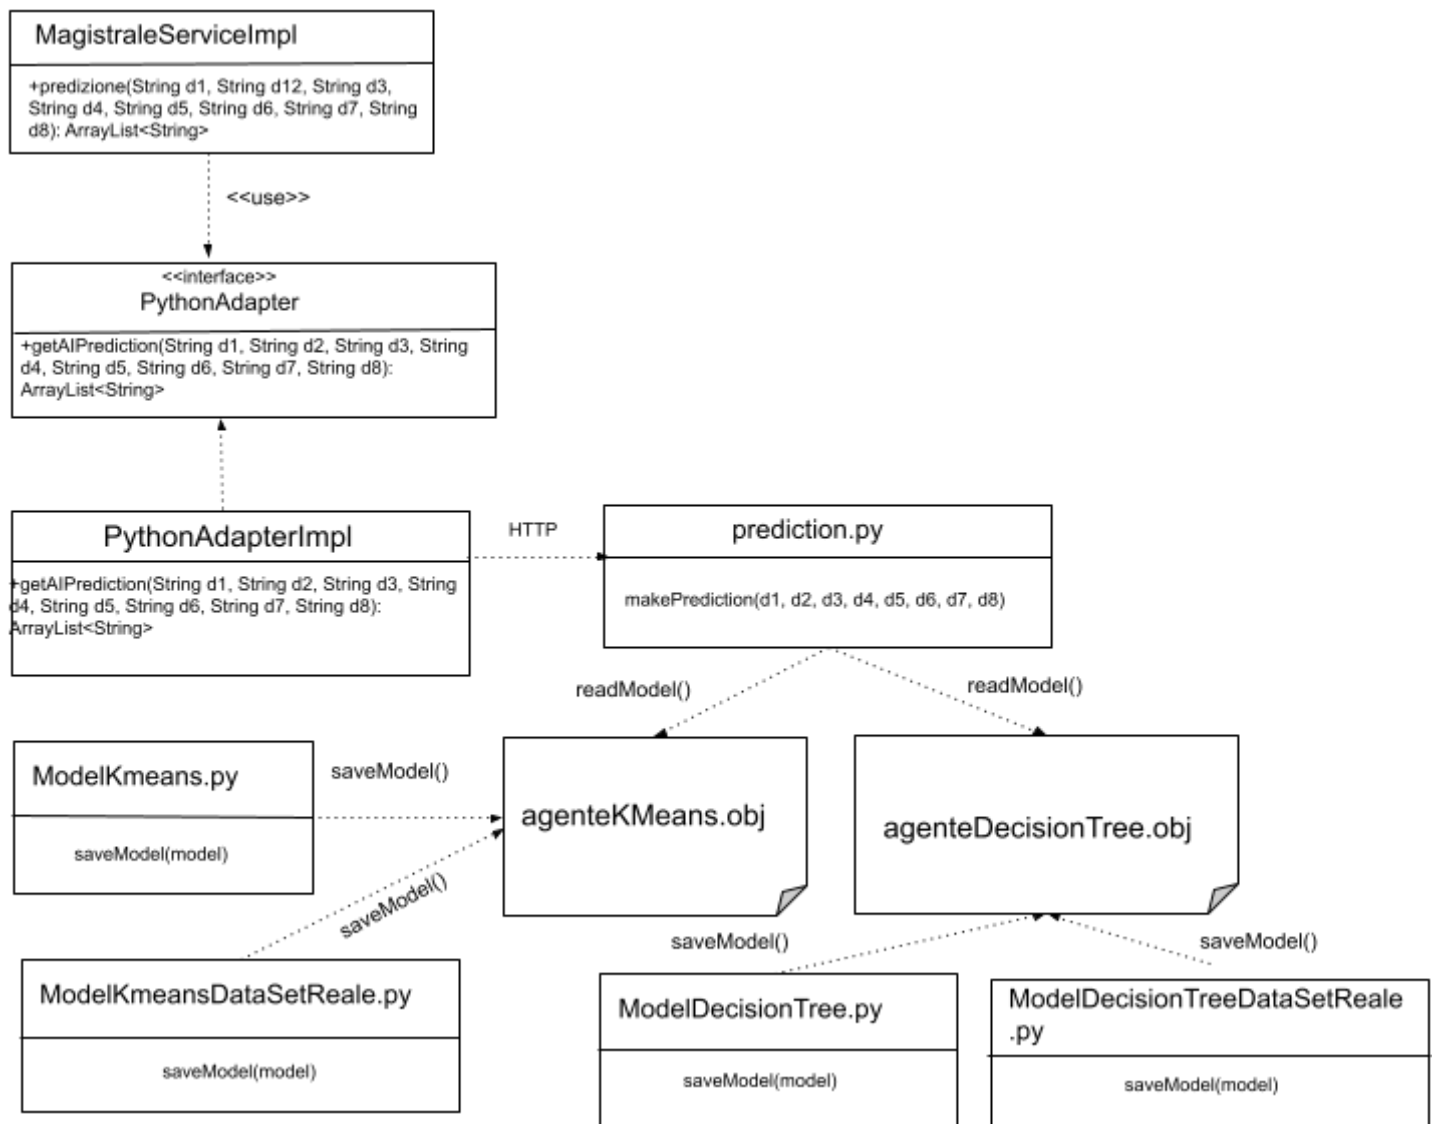 MagistraleServiceImpl
+predizione(String d1, String d12, String d3,
String d4, String d5, String d6, String d7, String
d8): ArrayList<String>
<<use>>
<<interface>>
PythonAdapter
+getAIPrediction(String d1, String d2, String d3, String
d4, String d5, String d6, String d7, String d8):
ArrayList<String>
PythonAdapterImpl
+getAIPrediction(String d1, String d2, String d3, String
d4, String d5, String d6, String d7, String d8):
ArrayList<String>
HTTP
prediction.py
makePrediction(d1, d2, d3, d4, d5, d6, d7, d8)
readModel()
readModel()
ModelKmeans.py
saveModel(model)
saveModel()
agenteKMeans.obj
agenteDecisionTree.obj
saveModel()
saveModel()
saveModel()
ModelKmeansDataSetReale.py
saveModel(model)
ModelDecisionTree.py
saveModel(model)
ModelDecisionTreeDataSetReale
.py
saveModel(model)